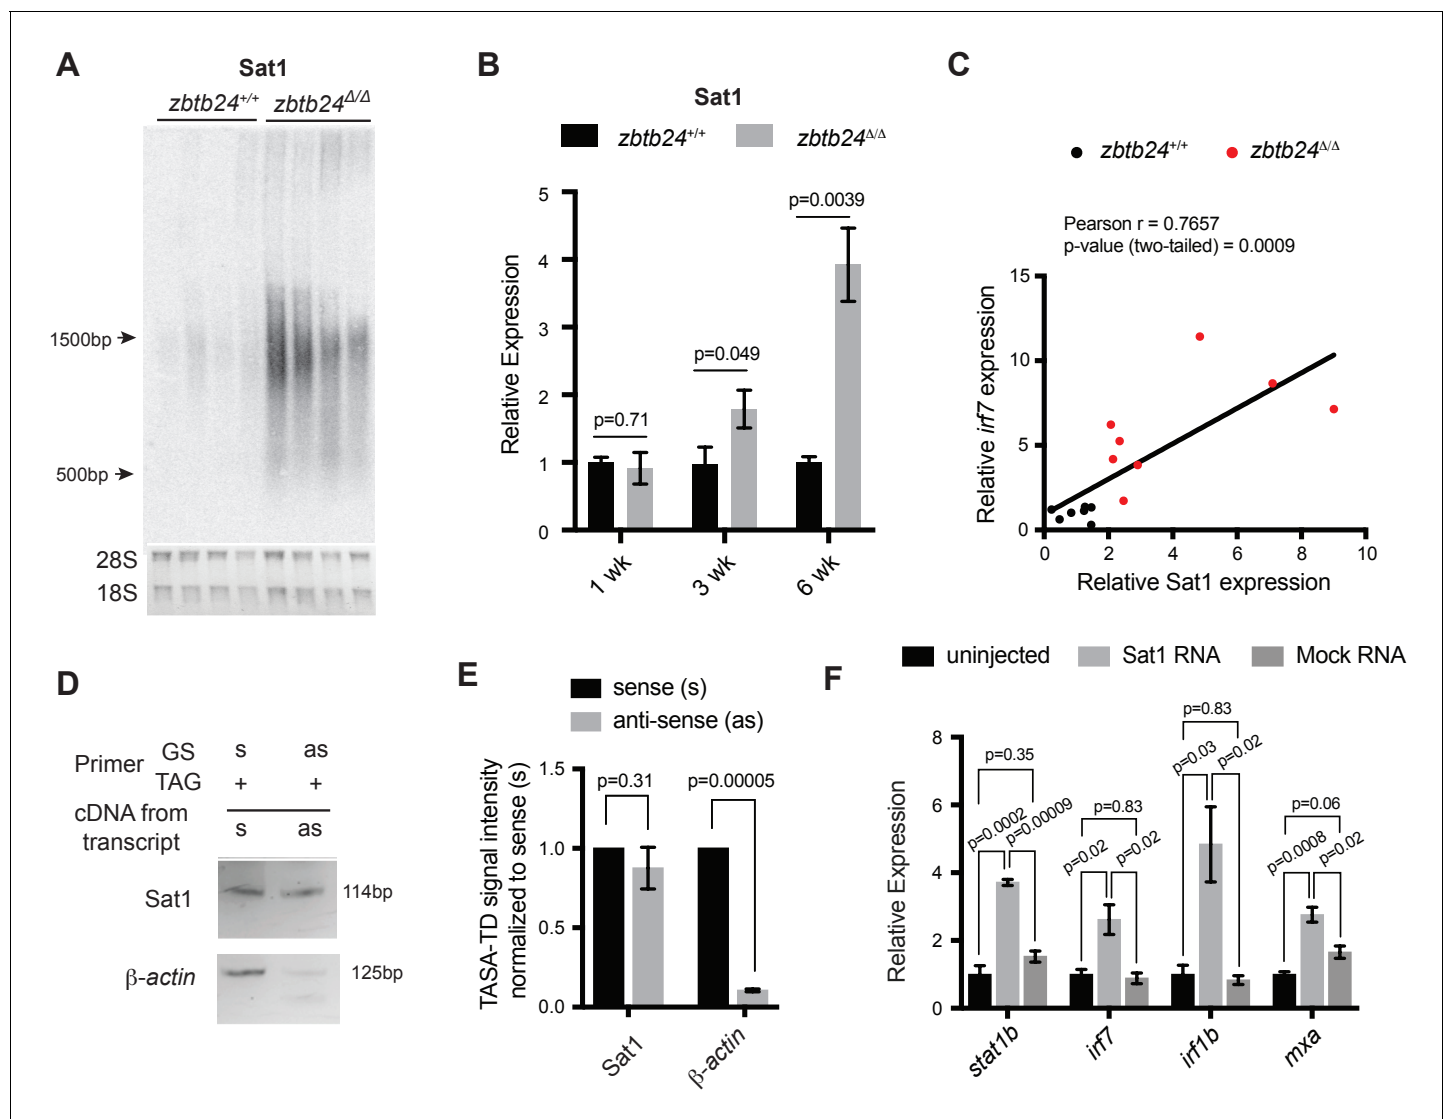 A
Sat1
zbtb24+/+ zbtb24Δ/Δ
1500bp
500bp
28S
18S
B
Sat1
zbtb24+/+ zbtb24Δ/Δ
Relative Expression
5
4
3
2
1
0
p=0.71
p=0.049
p=0.0039
1 wk
3 wk
6 wk
C
zbtb24+/+ zbtb24Δ/Δ
Pearson r = 0.7657
p-value (two-tailed) = 0.0009
Relative irf7 expression
15
10
5
0
0 2 4 6 8 10
Relative Sat1 expression
D
Primer GS s as
TAG + +
cDNA from transcript s as
Sat1 114bp
β-actin 125bp
E
sense (s)
anti-sense (as)
TASA-TD signal intensity
normalized to sense (s)
1.5
1.0
0.5
0.0
p=0.31
p=0.00005
Sat1
β-actin
F
uninjected Sat1 RNA Mock RNA
Relative Expression
8
6
4
2
0
p=0.35
p=0.0002
p=0.00009
p=0.83
p=0.02
p=0.02
p=0.83
p=0.03
p=0.02
p=0.06
p=0.0008
p=0.02
stat1b
irf7
irf1b
mxa